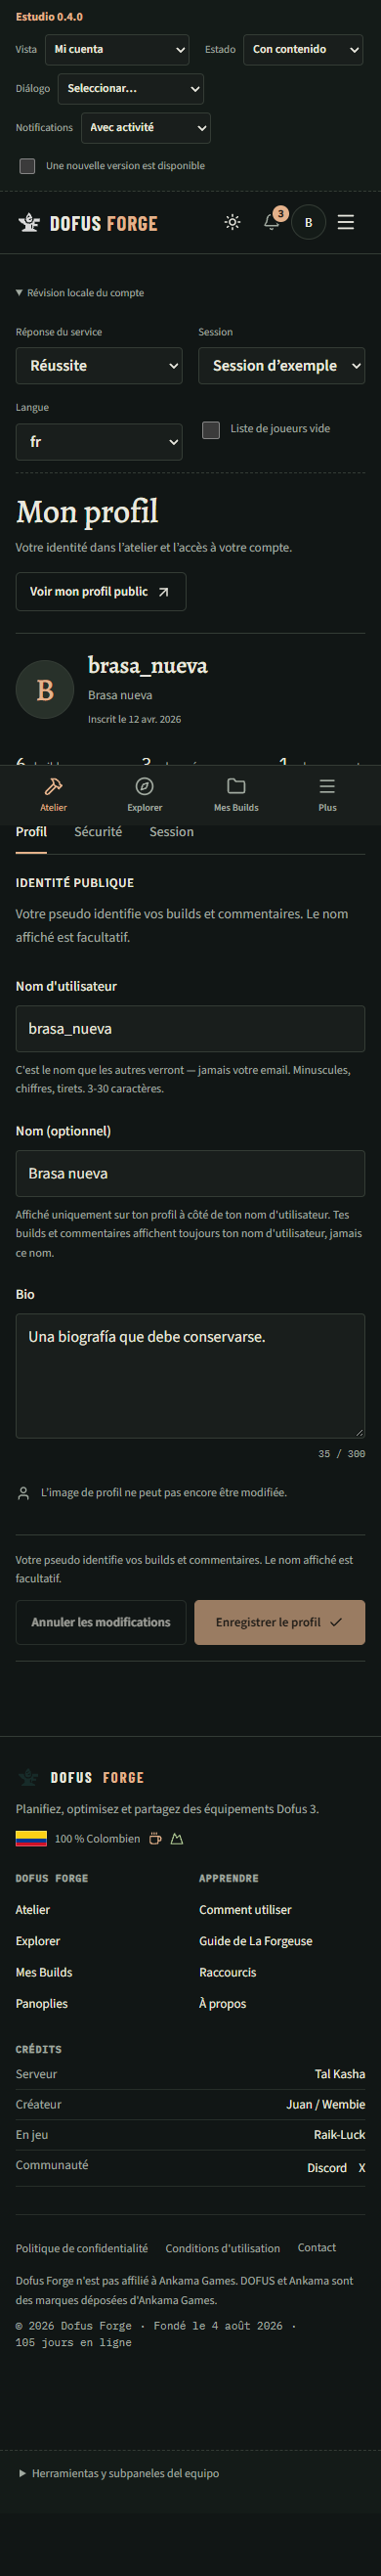 Estudio 0.4.0
Vista Mi cuenta Estado Con contenido
Diálogo Seleccionar...
Notifications Avec activité
Une nouvelle version est disponible
DOFUS FORGE 3 B
Révision locale du compte
Réponse du service Session
Réussite Session d’exemple
Langue
fr Liste de joueurs vide
Mon profil
Votre identité dans l’atelier et l’accès à votre compte.
Voir mon profil public
B
brasa_nueva
Brasa nueva
Inscrit le 12 avr. 2026
Atelier Explorer Mes Builds Plus
Profil Sécurité Session
IDENTITÉ PUBLIQUE
Votre pseudo identifie vos builds et commentaires. Le nom
affiché est facultatif.
Nom d'utilisateur
brasa_nueva
C'est le nom que les autres verront — jamais votre email. Minuscules,
chiffres, tirets. 3-30 caractères.
Nom (optionnel)
Brasa nueva
Affiché uniquement sur ton profil à côté de ton nom d'utilisateur. Tes
builds et commentaires affichent toujours ton nom d'utilisateur, jamais
ce nom.
Bio
Una biografía que debe conservarse.
35 / 300
L’image de profil ne peut pas encore être modifiée.
Votre pseudo identifie vos builds et commentaires. Le nom affiché est
facultatif.
Annuler les modifications Enregistrer le profil
DOFUS FORGE
Planifiez, optimisez et partagez des équipements Dofus 3.
100 % Colombien
DOFUS FORGE APPRENDRE
Atelier Comment utiliser
Explorer Guide de La Forgeuse
Mes Builds Raccourcis
Panoplies À propos
CRÉDITS
Serveur Tal Kasha
Créateur Juan / Wembie
En jeu Raik-Luck
Communauté Discord X
Politique de confidentialité Conditions d’utilisation Contact
Dofus Forge n'est pas affilié à Ankama Games. DOFUS et Ankama sont
des marques déposées d'Ankama Games.
© 2026 Dofus Forge · Fondé le 4 août 2026 ·
105 jours en ligne
Herramientas y subpaneles del equipo